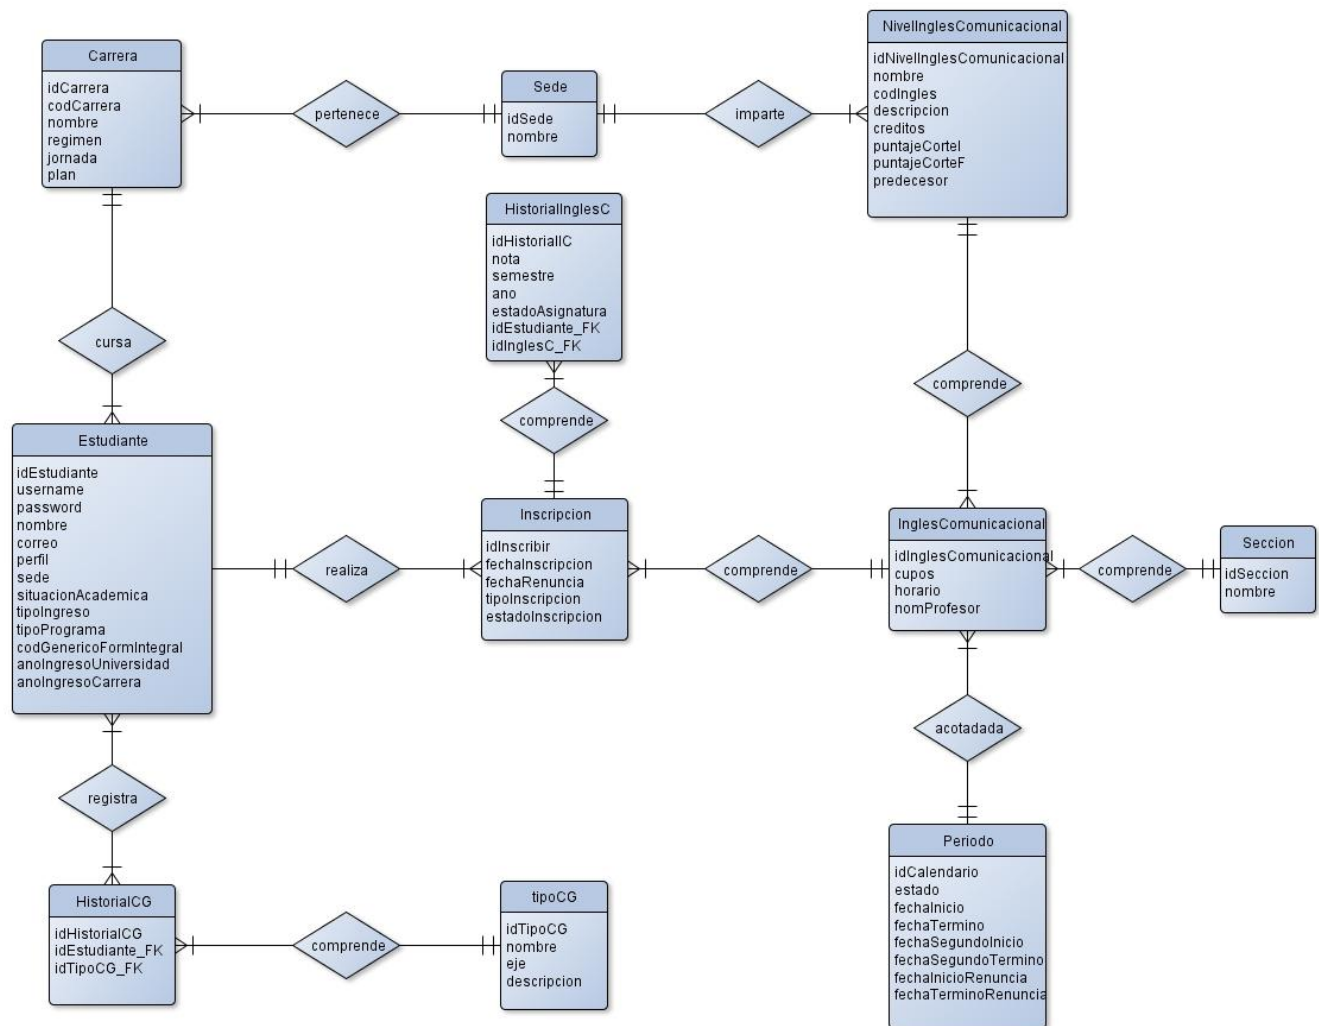 Carrera
idCarrera
codCarrera
nombre
regimen
jornada
plan
pertenece
Sede
idSede
nombre
imparte
NivelInglesComunicacional
idNivelInglesComunicacional
nombre
codIngles
descripcion
creditos
puntajeCorteI
puntajeCorteF
predecesor
HistorialInglesC
idHistorialIC
nota
semestre
ano
estadoAsignatura
idEstudiante_FK
idInglesC_FK
cursa
comprende
comprende
Estudiante
idEstudiante
username
password
nombre
correo
perfil
sede
situacionAcademica
tipoIngreso
tipoPrograma
codGenericoFormIntegral
anoIngresoUniversidad
anoIngresoCarrera
realiza
Inscripcion
idInscribir
fechaInscripcion
fechaRenuncia
tipoInscripcion
estadoInscripcion
comprende
InglesComunicacional
idInglesComunicacional
cupos
horario
nomProfesor
comprende
Seccion
idSeccion
nombre
registra
acotadada
HistorialCG
idHistorialCG
idEstudiante_FK
idTipoCG_FK
comprende
tipoCG
idTipoCG
nombre
eje
descripcion
Periodo
idCalendario
estado
fechaInicio
fechaTermino
fechaSegundoInicio
fechaSegundoTermino
fechaInicioRenuncia
fechaTerminoRenuncia